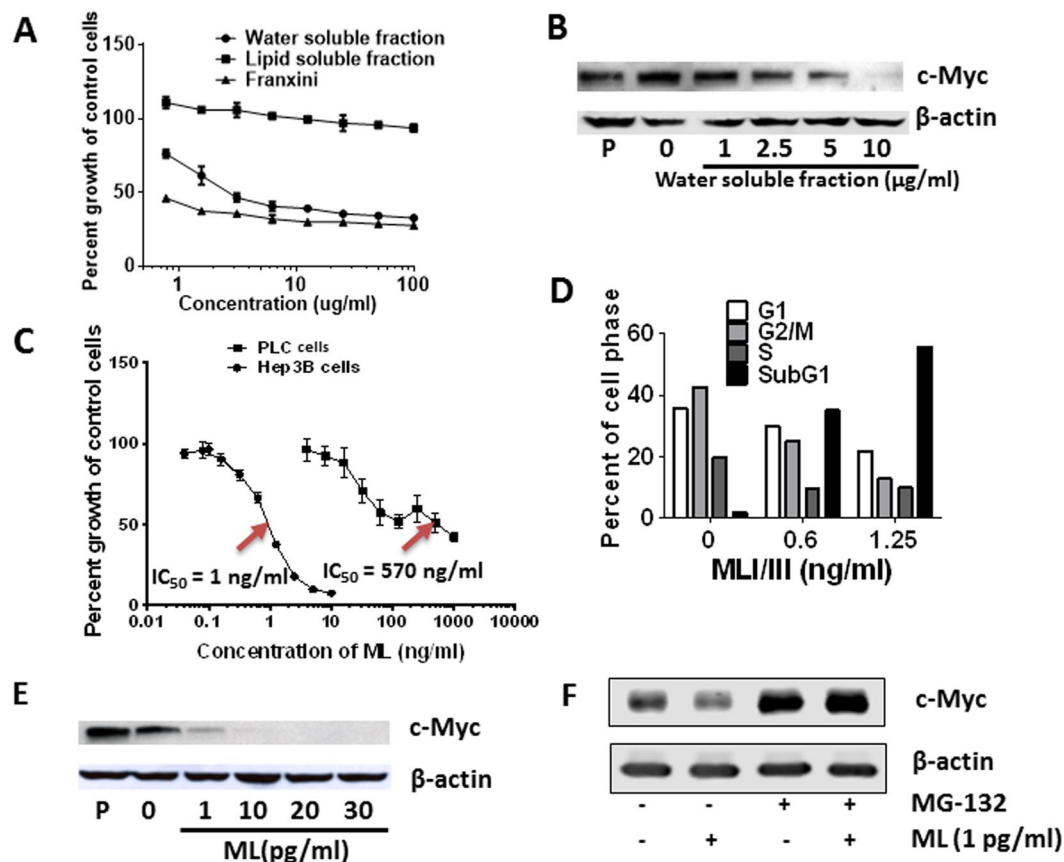 A
Percent growth of control cells
150
100
50
0
Water soluble fraction
Lipid soluble fraction
Franxini
1 10 100
Concentration (ug/ml)
B
c-Myc
β-actin
P 0 1 2.5 5 10
Water soluble fraction (µg/ml)
C
Percent growth of control cells
150
100
50
0
PLC cells
Hep3B cells
IC50 = 1 ng/ml
IC50 = 570 ng/ml
0.01 0.1 1 10 100 1000 10000
Concentration of ML (ng/ml)
D
Percent of cell phase
60
40
20
0
G1
G2/M
S
SubG1
0 0.6 1.25
MLI/III (ng/ml)
E
c-Myc
β-actin
P 0 1 10 20 30
ML(pg/ml)
F
c-Myc
β-actin
- - + + MG-132
- + - + ML (1 pg/ml)